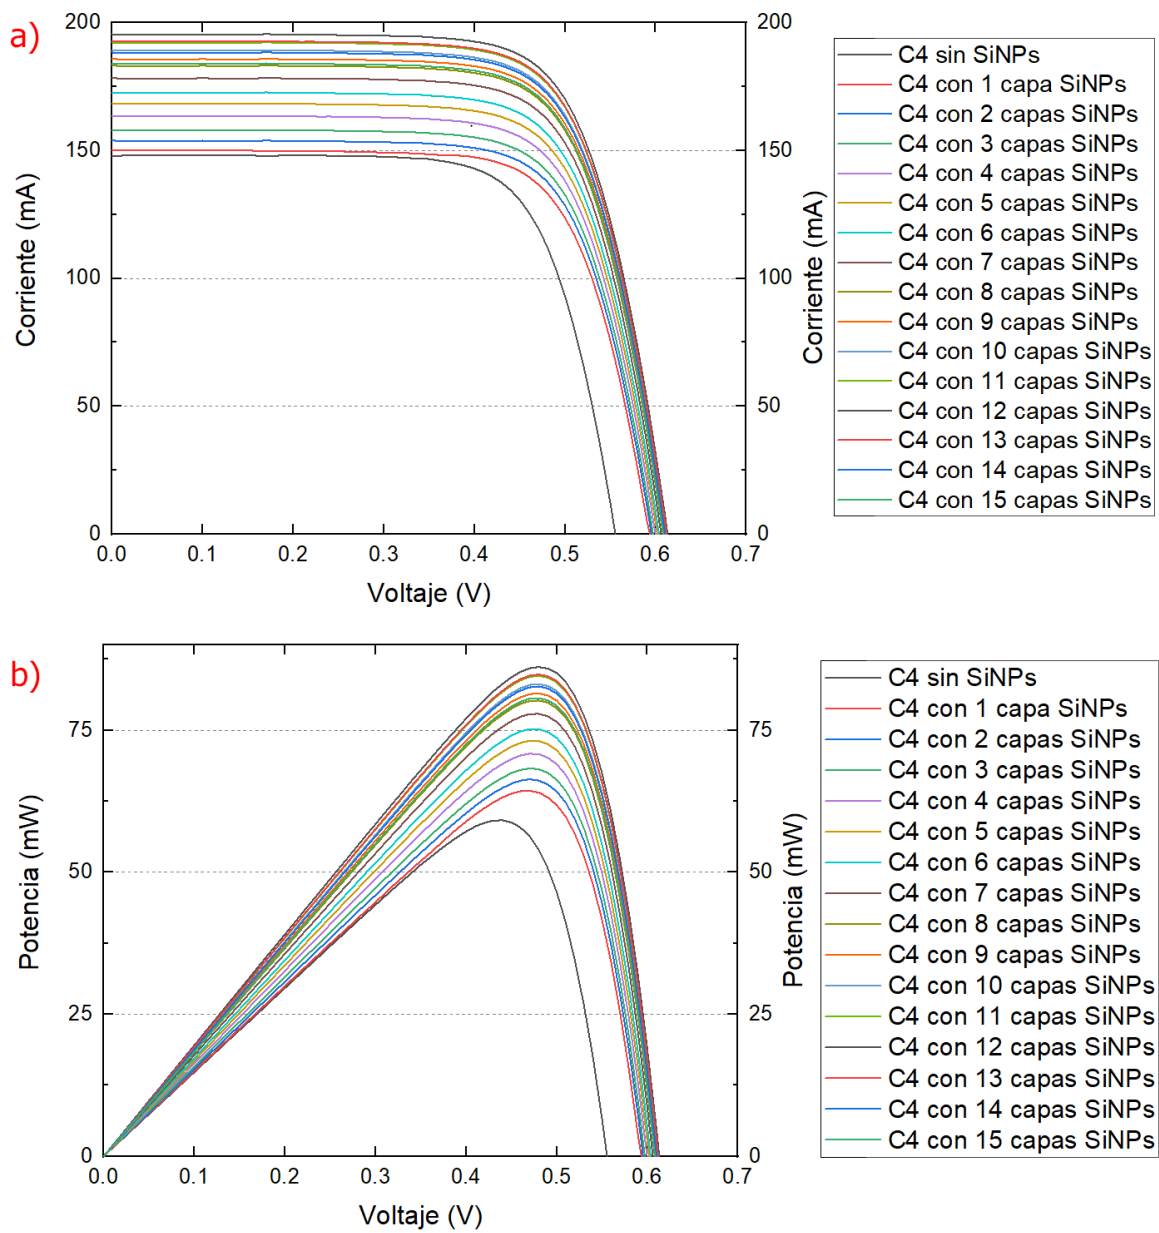 a)
200
150
100
50
0
Corriente (mA)
0.0 0.1 0.2 0.3 0.4 0.5 0.6 0.7
Voltaje (V)
200
150
100
50
0
Corriente (mA)
C4 sin SiNPs
C4 con 1 capa SiNPs
C4 con 2 capas SiNPs
C4 con 3 capas SiNPs
C4 con 4 capas SiNPs
C4 con 5 capas SiNPs
C4 con 6 capas SiNPs
C4 con 7 capas SiNPs
C4 con 8 capas SiNPs
C4 con 9 capas SiNPs
C4 con 10 capas SiNPs
C4 con 11 capas SiNPs
C4 con 12 capas SiNPs
C4 con 13 capas SiNPs
C4 con 14 capas SiNPs
C4 con 15 capas SiNPs
b)
75
50
25
0
Potencia (mW)
0.0 0.1 0.2 0.3 0.4 0.5 0.6 0.7
Voltaje (V)
75
50
25
0
Potencia (mW)
C4 sin SiNPs
C4 con 1 capa SiNPs
C4 con 2 capas SiNPs
C4 con 3 capas SiNPs
C4 con 4 capas SiNPs
C4 con 5 capas SiNPs
C4 con 6 capas SiNPs
C4 con 7 capas SiNPs
C4 con 8 capas SiNPs
C4 con 9 capas SiNPs
C4 con 10 capas SiNPs
C4 con 11 capas SiNPs
C4 con 12 capas SiNPs
C4 con 13 capas SiNPs
C4 con 14 capas SiNPs
C4 con 15 capas SiNPs